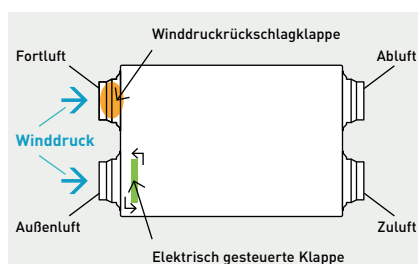 Winddruckrückschlagklappe
Fortluft
Abluft
Winddruck
Außenluft
Zuluft
Elektrisch gesteuerte Klappe